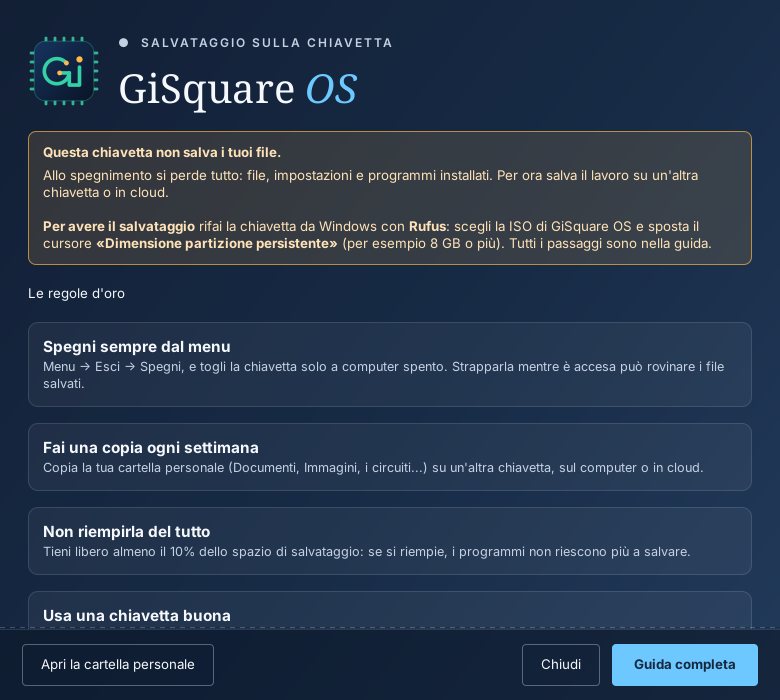 Gi
SALVATAGGIO SULLA CHIAVETTA
GiSquare OS
Questa chiavetta non salva i tuoi file.
Allo spegnimento si perde tutto: file, impostazioni e programmi installati. Per ora salva il lavoro su un'altra
chiavetta o in cloud.
Per avere il salvataggio rifai la chiavetta da Windows con Rufus: scegli la ISO di GiSquare OS e sposta il
cursore «Dimensione partizione persistente» (per esempio 8 GB o più). Tutti i passaggi sono nella guida.
Le regole d'oro
Spegni sempre dal menu
Menu → Esci → Spegni, e togli la chiavetta solo a computer spento. Strapparla mentre è accesa può rovinare i file
salvati.
Fai una copia ogni settimana
Copia la tua cartella personale (Documenti, Immagini, i circuiti...) su un'altra chiavetta, sul computer o in cloud.
Non riempirla del tutto
Tieni libero almeno il 10% dello spazio di salvataggio: se si riempie, i programmi non riescono più a salvare.
Usa una chiavetta buona
Apri la cartella personale
Chiudi
Guida completa